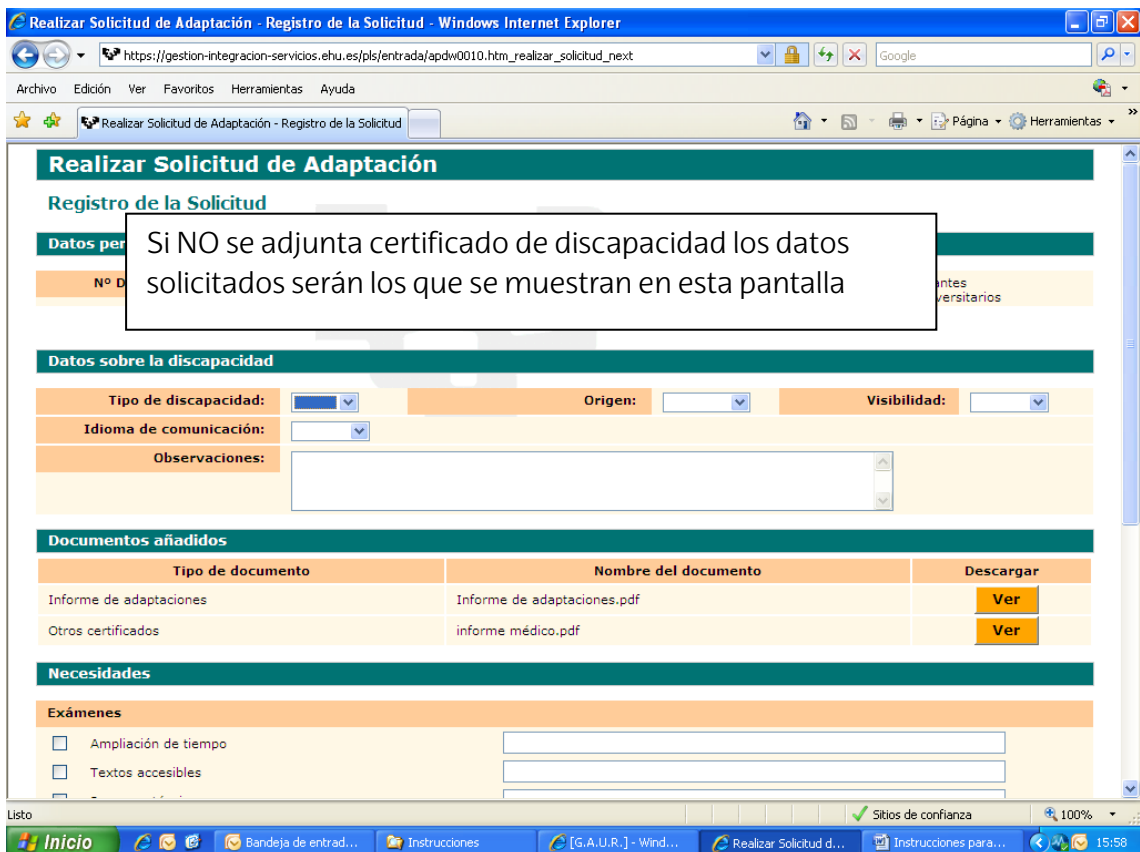 Realizar Solicitud de Adaptación - Registro de la Solicitud - Windows Internet Explorer
https://gestion-integracion-servicios.ehu.es/pls/entrada/apdw0010.htm_realizar_solicitud_next
Google
Archivo Edición Ver Favoritos Herramientas Ayuda
Realizar Solicitud de Adaptación - Registro de la Solicitud
Página Herramientas »
Realizar Solicitud de Adaptación
Registro de la Solicitud
Datos per
Si NO se adjunta certificado de discapacidad los datos
solicitados serán los que se muestran en esta pantalla
Nº D
antes
versitarios
Datos sobre la discapacidad
Tipo de discapacidad: Origen: Visibilidad:
Idioma de comunicación:
Observaciones:
Documentos añadidos
Tipo de documento Nombre del documento Descargar
Informe de adaptaciones Informe de adaptaciones.pdf Ver
Otros certificados informe médico.pdf Ver
Necesidades
Exámenes
Ampliación de tiempo
Textos accesibles
Listo Sitios de confianza 100%
Inicio Bandeja de entrad... Instrucciones [G.A.U.R.] - Wind... Realizar Solicitud d... Instrucciones para... 15:58